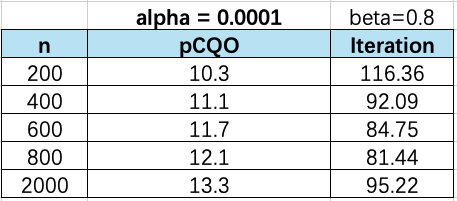 alpha = 0.0001 beta=0.8
n pCQO Iteration
200 10.3 116.36
400 11.1 92.09
600 11.7 84.75
800 12.1 81.44
2000 13.3 95.22